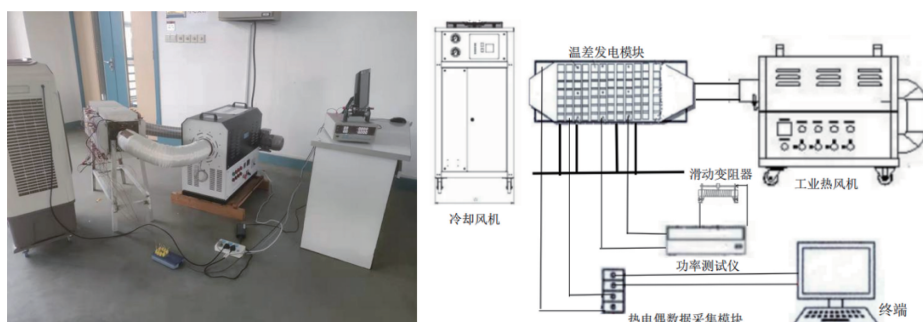 温差发电模块
滑动变阻器
工业热风机
冷却风机
功率测试仪
热电偶数据采集模块
终端